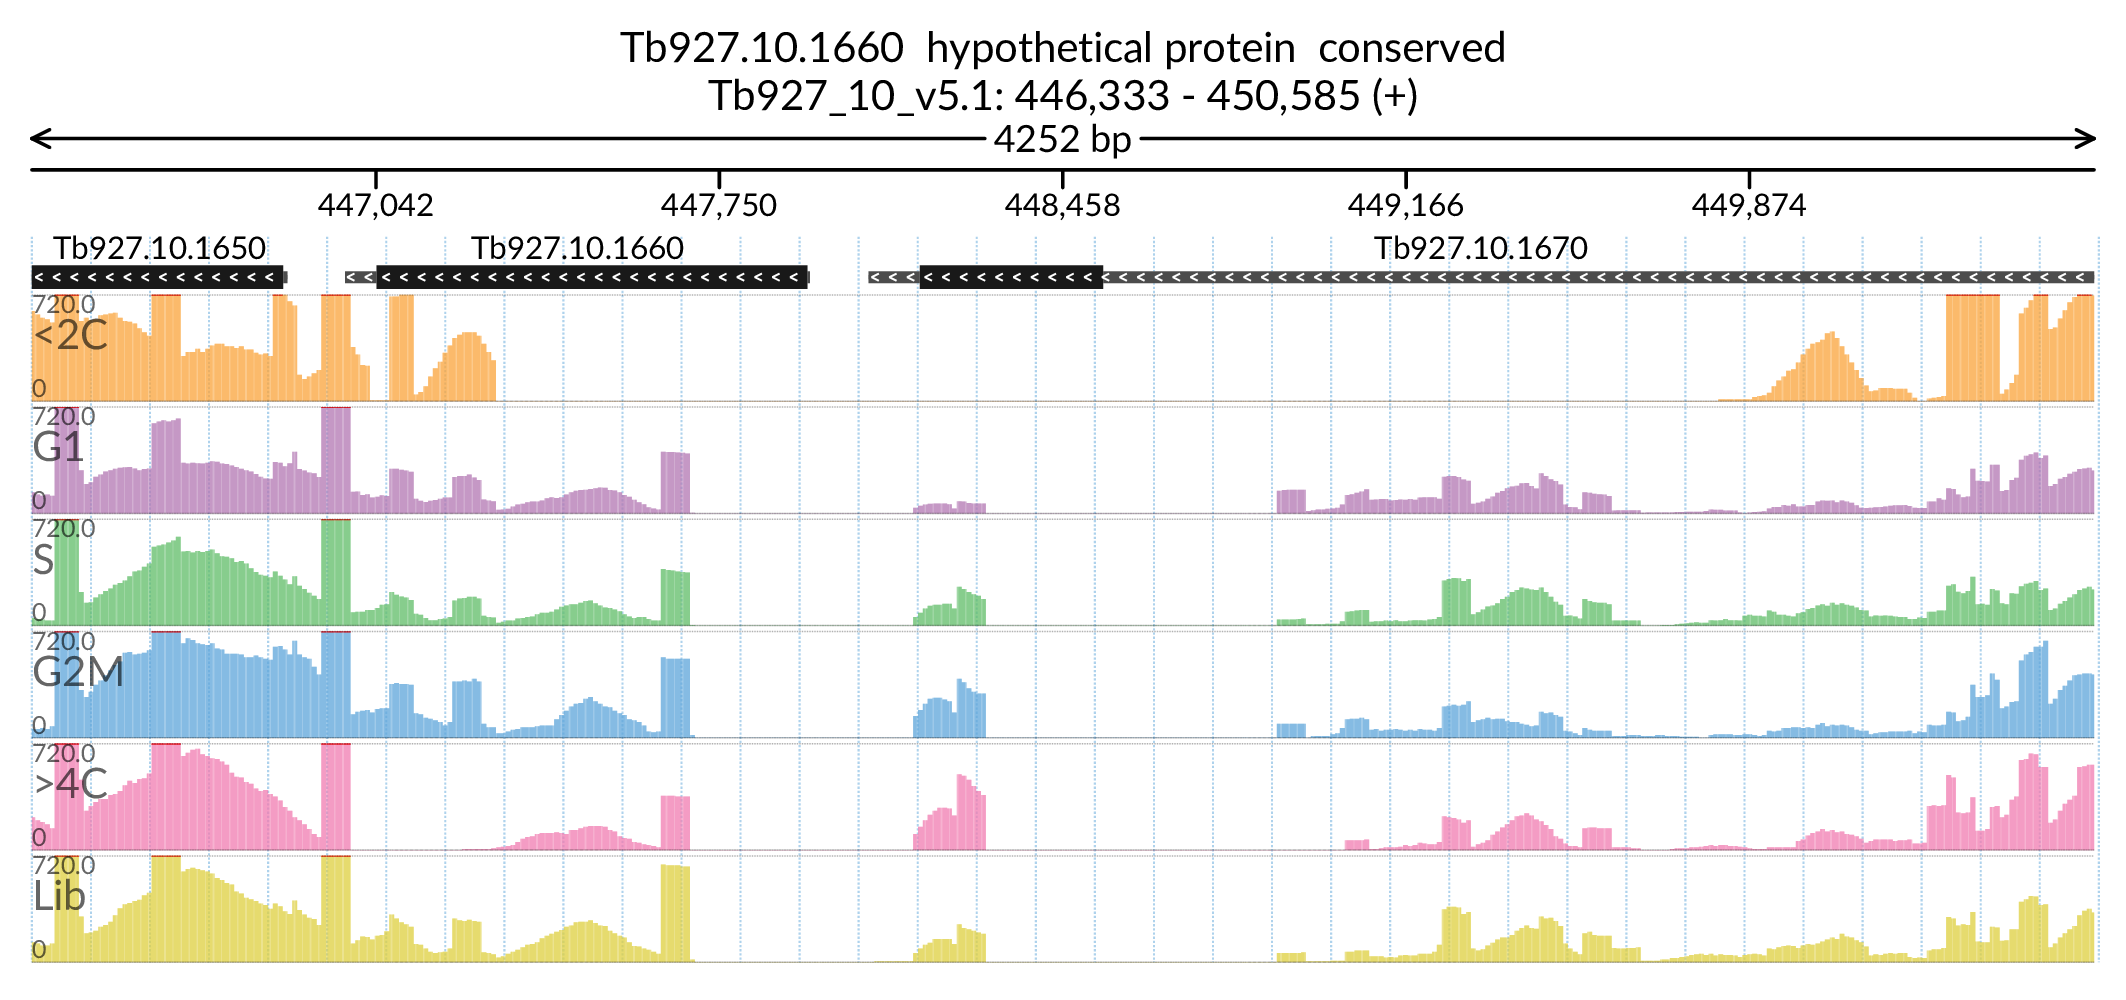 Tb927.10.1660 hypothetical protein conserved
Tb927_10_v5.1: 446,333 - 450,585 (+)
4252 bp
447,042 447,750 448,458 449,166 449,874
Tb927.10.1650 Tb927.10.1660 Tb927.10.1670
720.0
<2C
0
720.0
G1
0
720.0
S
0
720.0
G2M
0
720.0
>4C
0
720.0
Lib
0